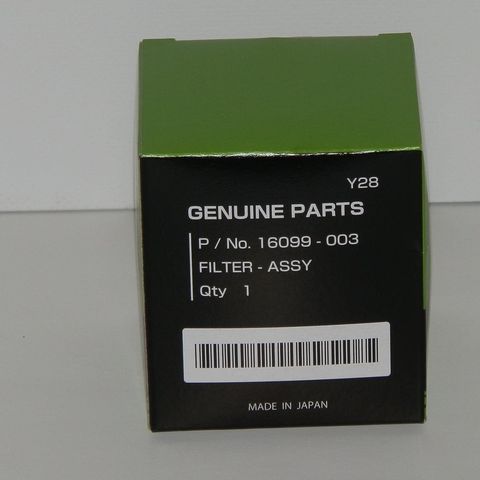 Y28
GENUINE PARTS
P / No. 16099 - 003
FILTER - ASSY
Qty 1
MADE IN JAPAN